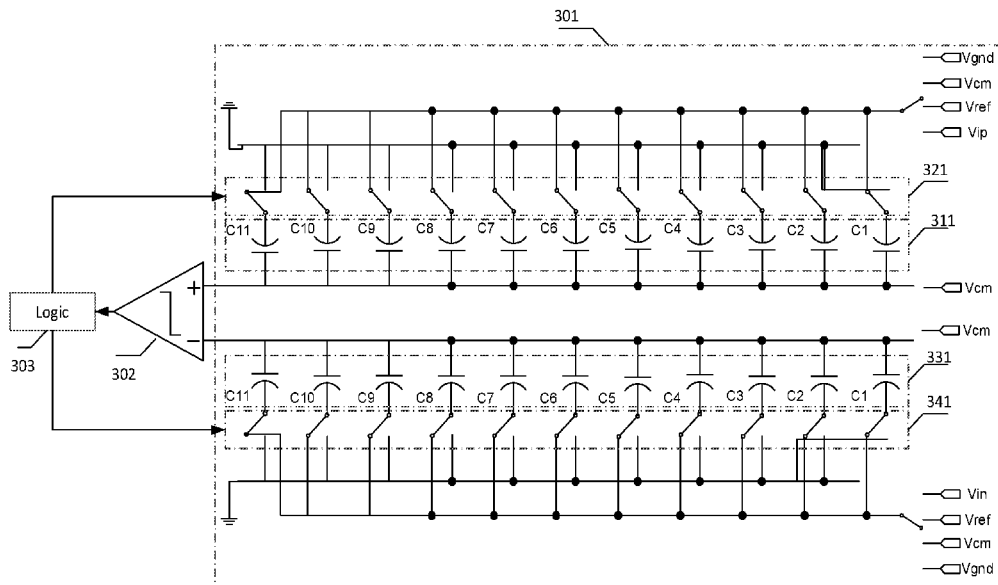 301
Vgnd
Vcm
Vref
Vip
321
C11 C10 C9 C8 C7 C6 C5 C4 C3 C2 C1
311
+
Vcm
Logic
−
Vcm
303
302
331
C11 C10 C9 C8 C7 C6 C5 C4 C3 C2 C1
341
Vin
Vref
Vcm
Vgnd